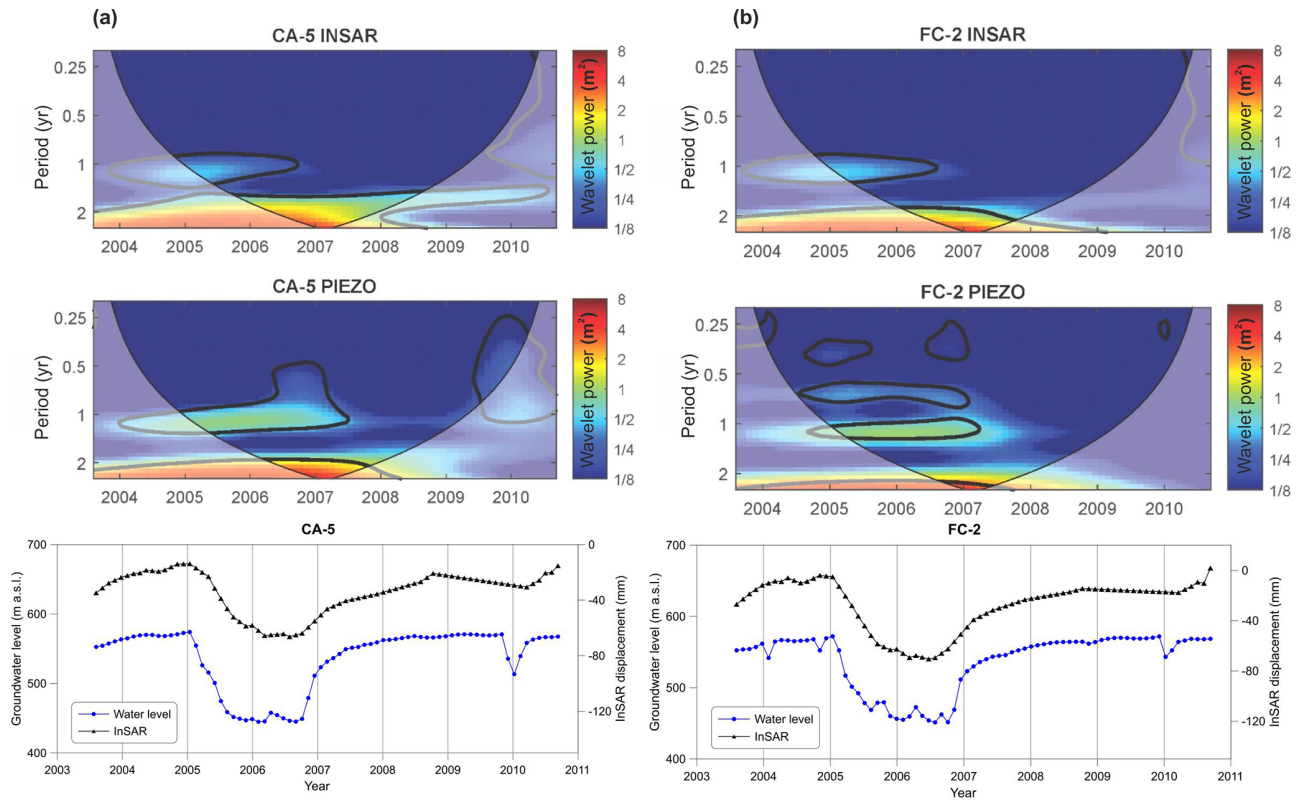 (a)
CA-5 INSAR
Period (yr)
0.25
0.5
1
2
2004 2005 2006 2007 2008 2009 2010
Wavelet power (m²)
8
4
2
1
1/2
1/4
1/8
CA-5 PIEZO
Period (yr)
0.25
0.5
1
2
2004 2005 2006 2007 2008 2009 2010
Wavelet power (m²)
8
4
2
1
1/2
1/4
1/8
CA-5
Groundwater level (m a.s.l.)
700
600
500
400
InSAR displacement (mm)
0
-40
-80
-120
Water level
InSAR
2003 2004 2005 2006 2007 2008 2009 2010 2011
Year
(b)
FC-2 INSAR
Period (yr)
0.25
0.5
1
2
2004 2005 2006 2007 2008 2009 2010
Wavelet power (m²)
8
4
2
1
1/2
1/4
1/8
FC-2 PIEZO
Period (yr)
0.25
0.5
1
2
2004 2005 2006 2007 2008 2009 2010
Wavelet power (m²)
8
4
2
1
1/2
1/4
1/8
FC-2
Groundwater level (m a.s.l.)
700
600
500
400
InSAR displacement (mm)
0
-40
-80
-120
Water level
InSAR
2003 2004 2005 2006 2007 2008 2009 2010 2011
Year